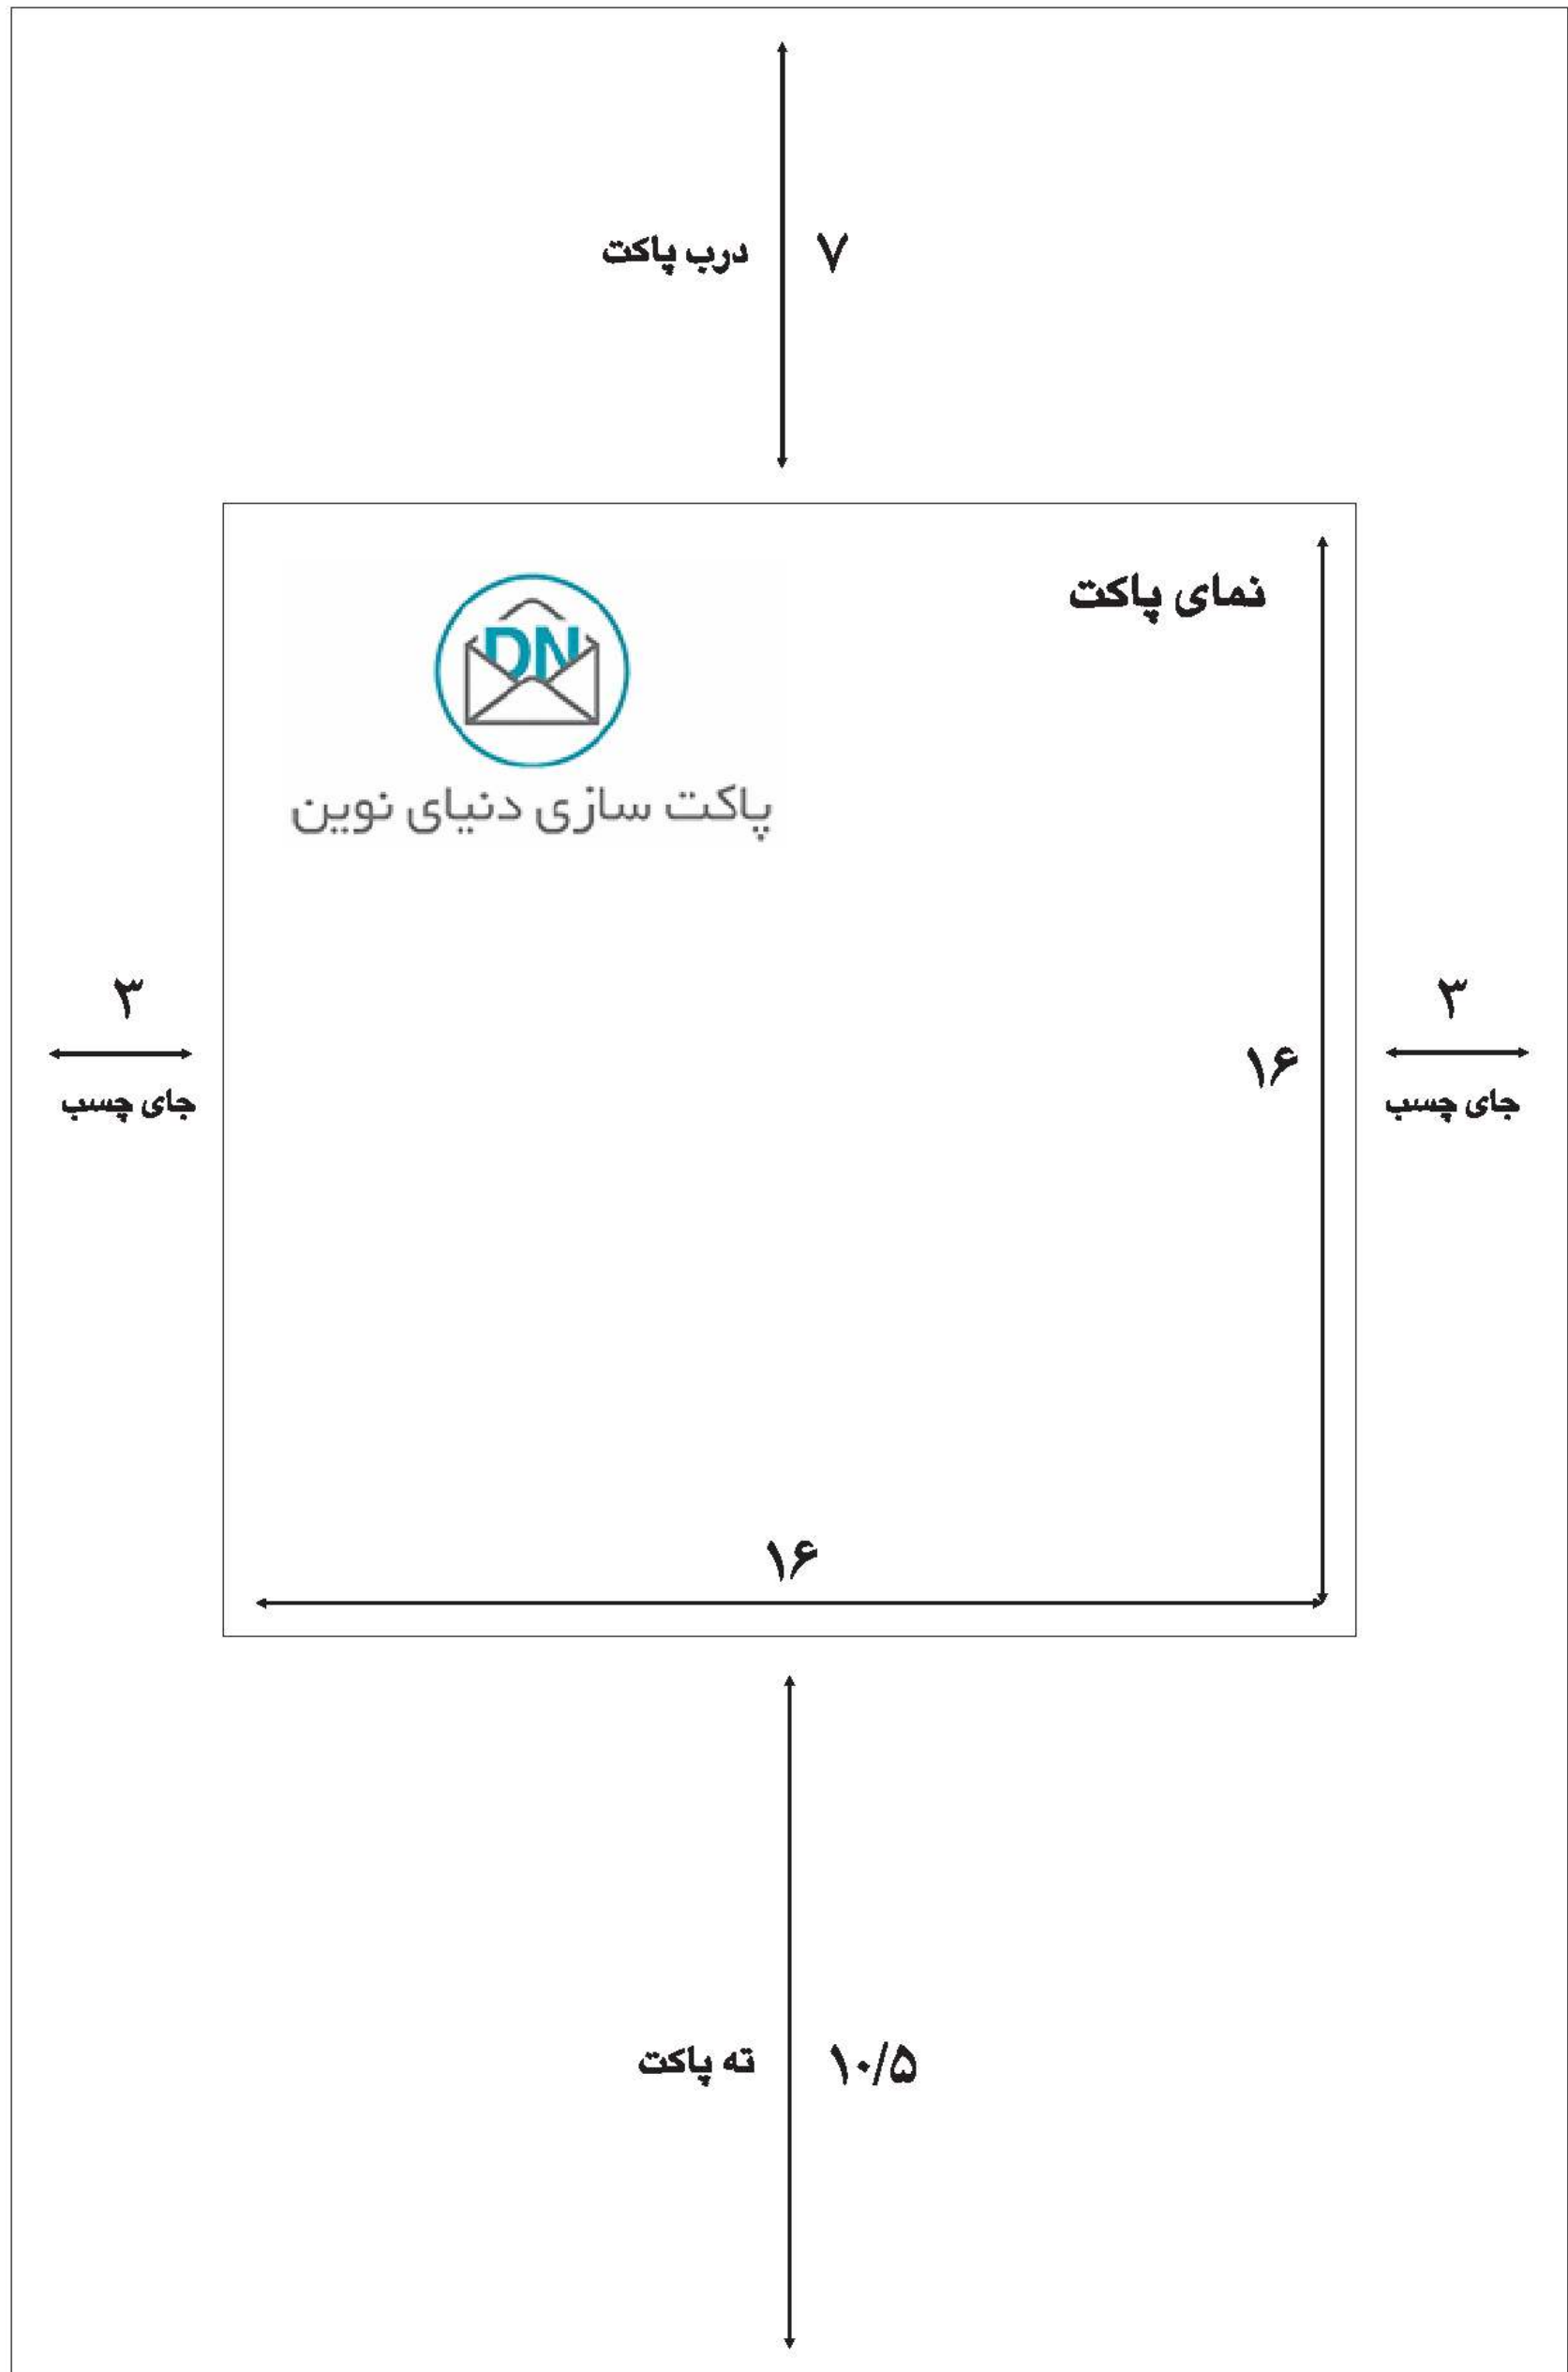 درب پاکت
۷
نمای پاکت
DN
پاکت سازی دنیای نوین
۳
جای چسب
۱۶
۳
جای چسب
۱۶
ته پاکت
۱۰/۵